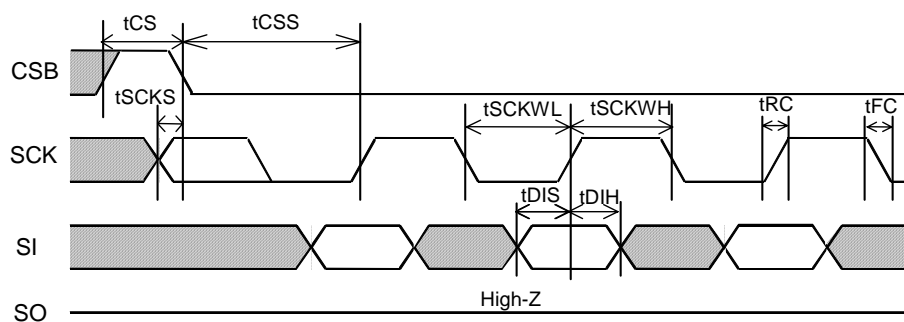 tCS tCSS
CSB
tSCKS tSCKWL tSCKWH tRC tFC
SCK
tDIS tDIH
SI
High-Z
SO